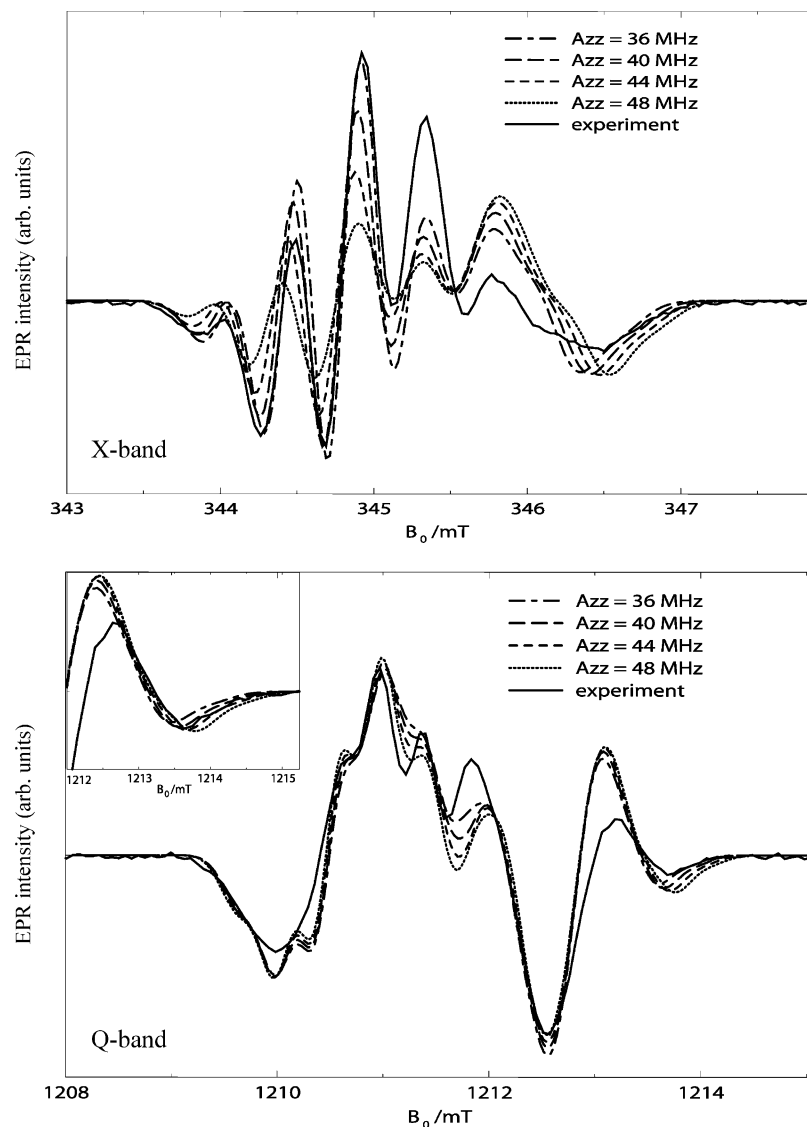 Azz = 36 MHz
Azz = 40 MHz
Azz = 44 MHz
Azz = 48 MHz
experiment
EPR intensity (arb. units)
X-band
343 344 345 346 347
B₀/mT
Azz = 36 MHz
Azz = 40 MHz
Azz = 44 MHz
Azz = 48 MHz
experiment
1212 1213 1214 1215
B₀/mT
EPR intensity (arb. units)
Q-band
1208 1210 1212 1214
B₀/mT